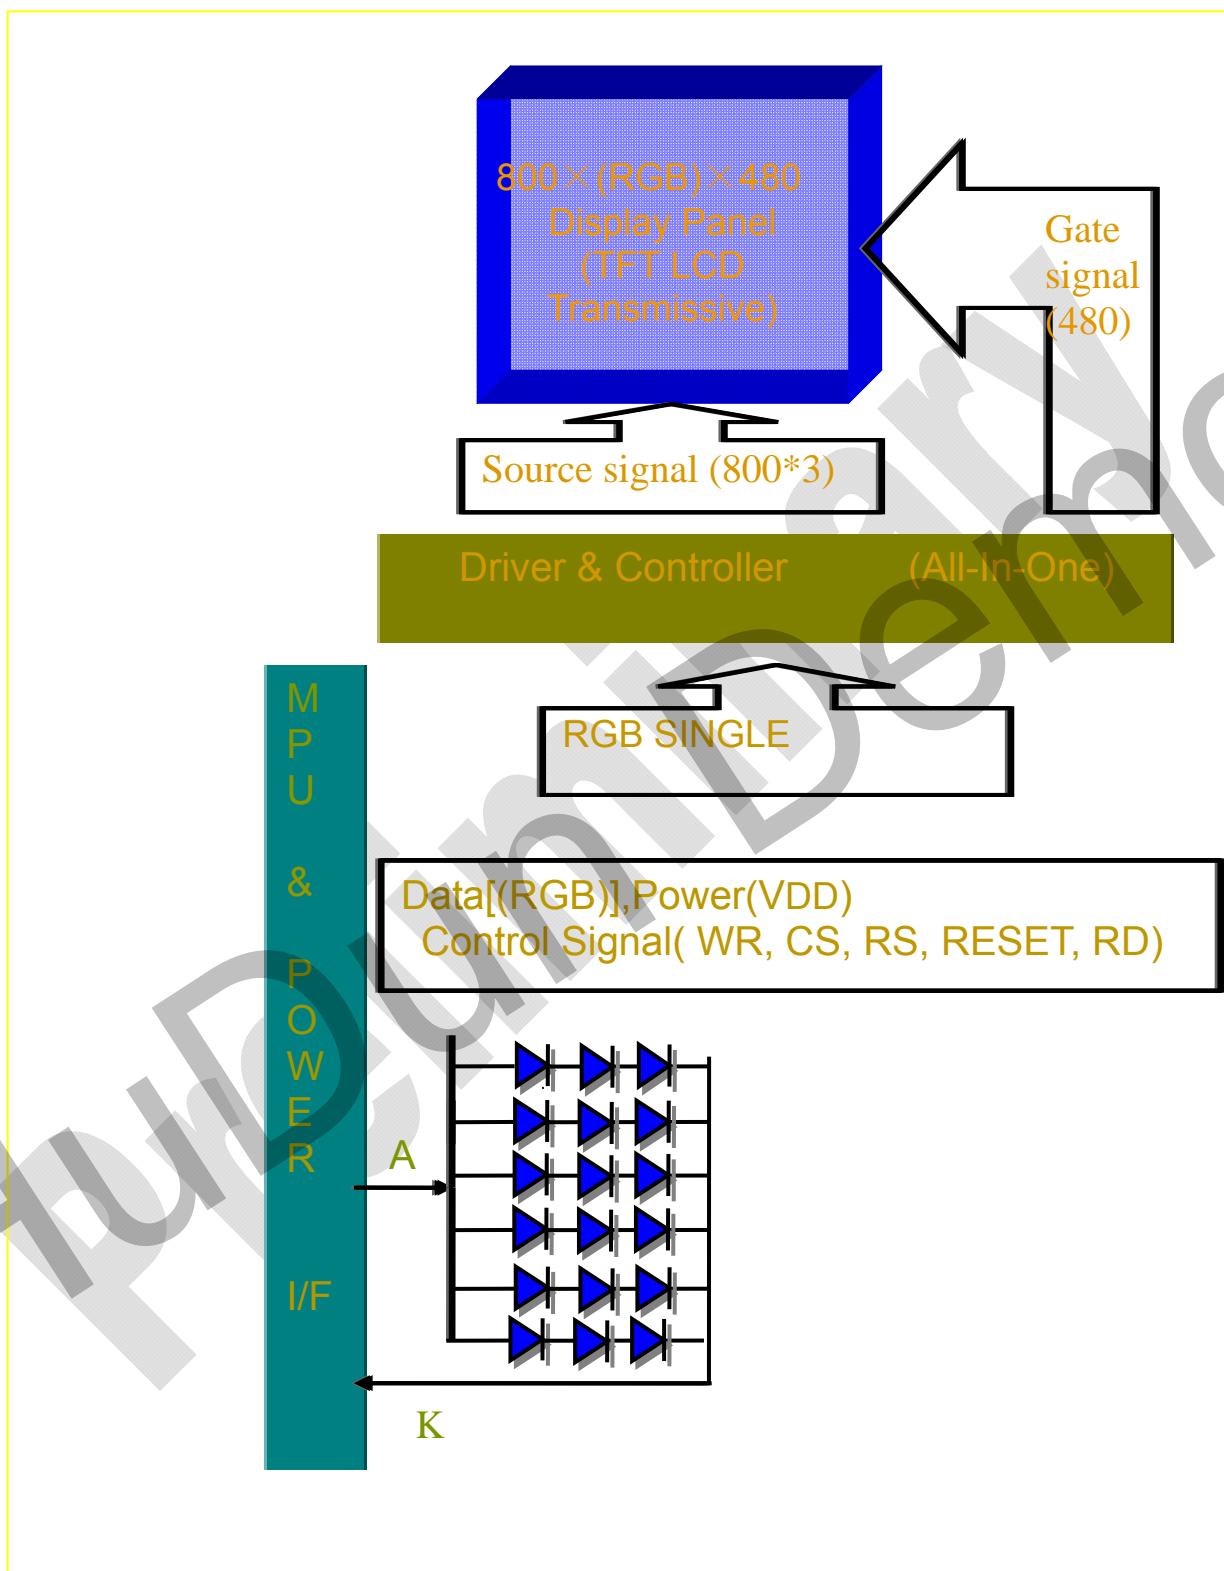 800×(RGB)×480
Display Panel
(TFT LCD
Transmissive)
Gate
signal
(480)
Source signal (800*3)
Driver & Controller (All-In-One)
RGB SINGLE
M
P
U
&
P
O
W
E
R
I/F
Data[(RGB)],Power(VDD)
Control Signal( WR, CS, RS, RESET, RD)
A
K
Preliminary